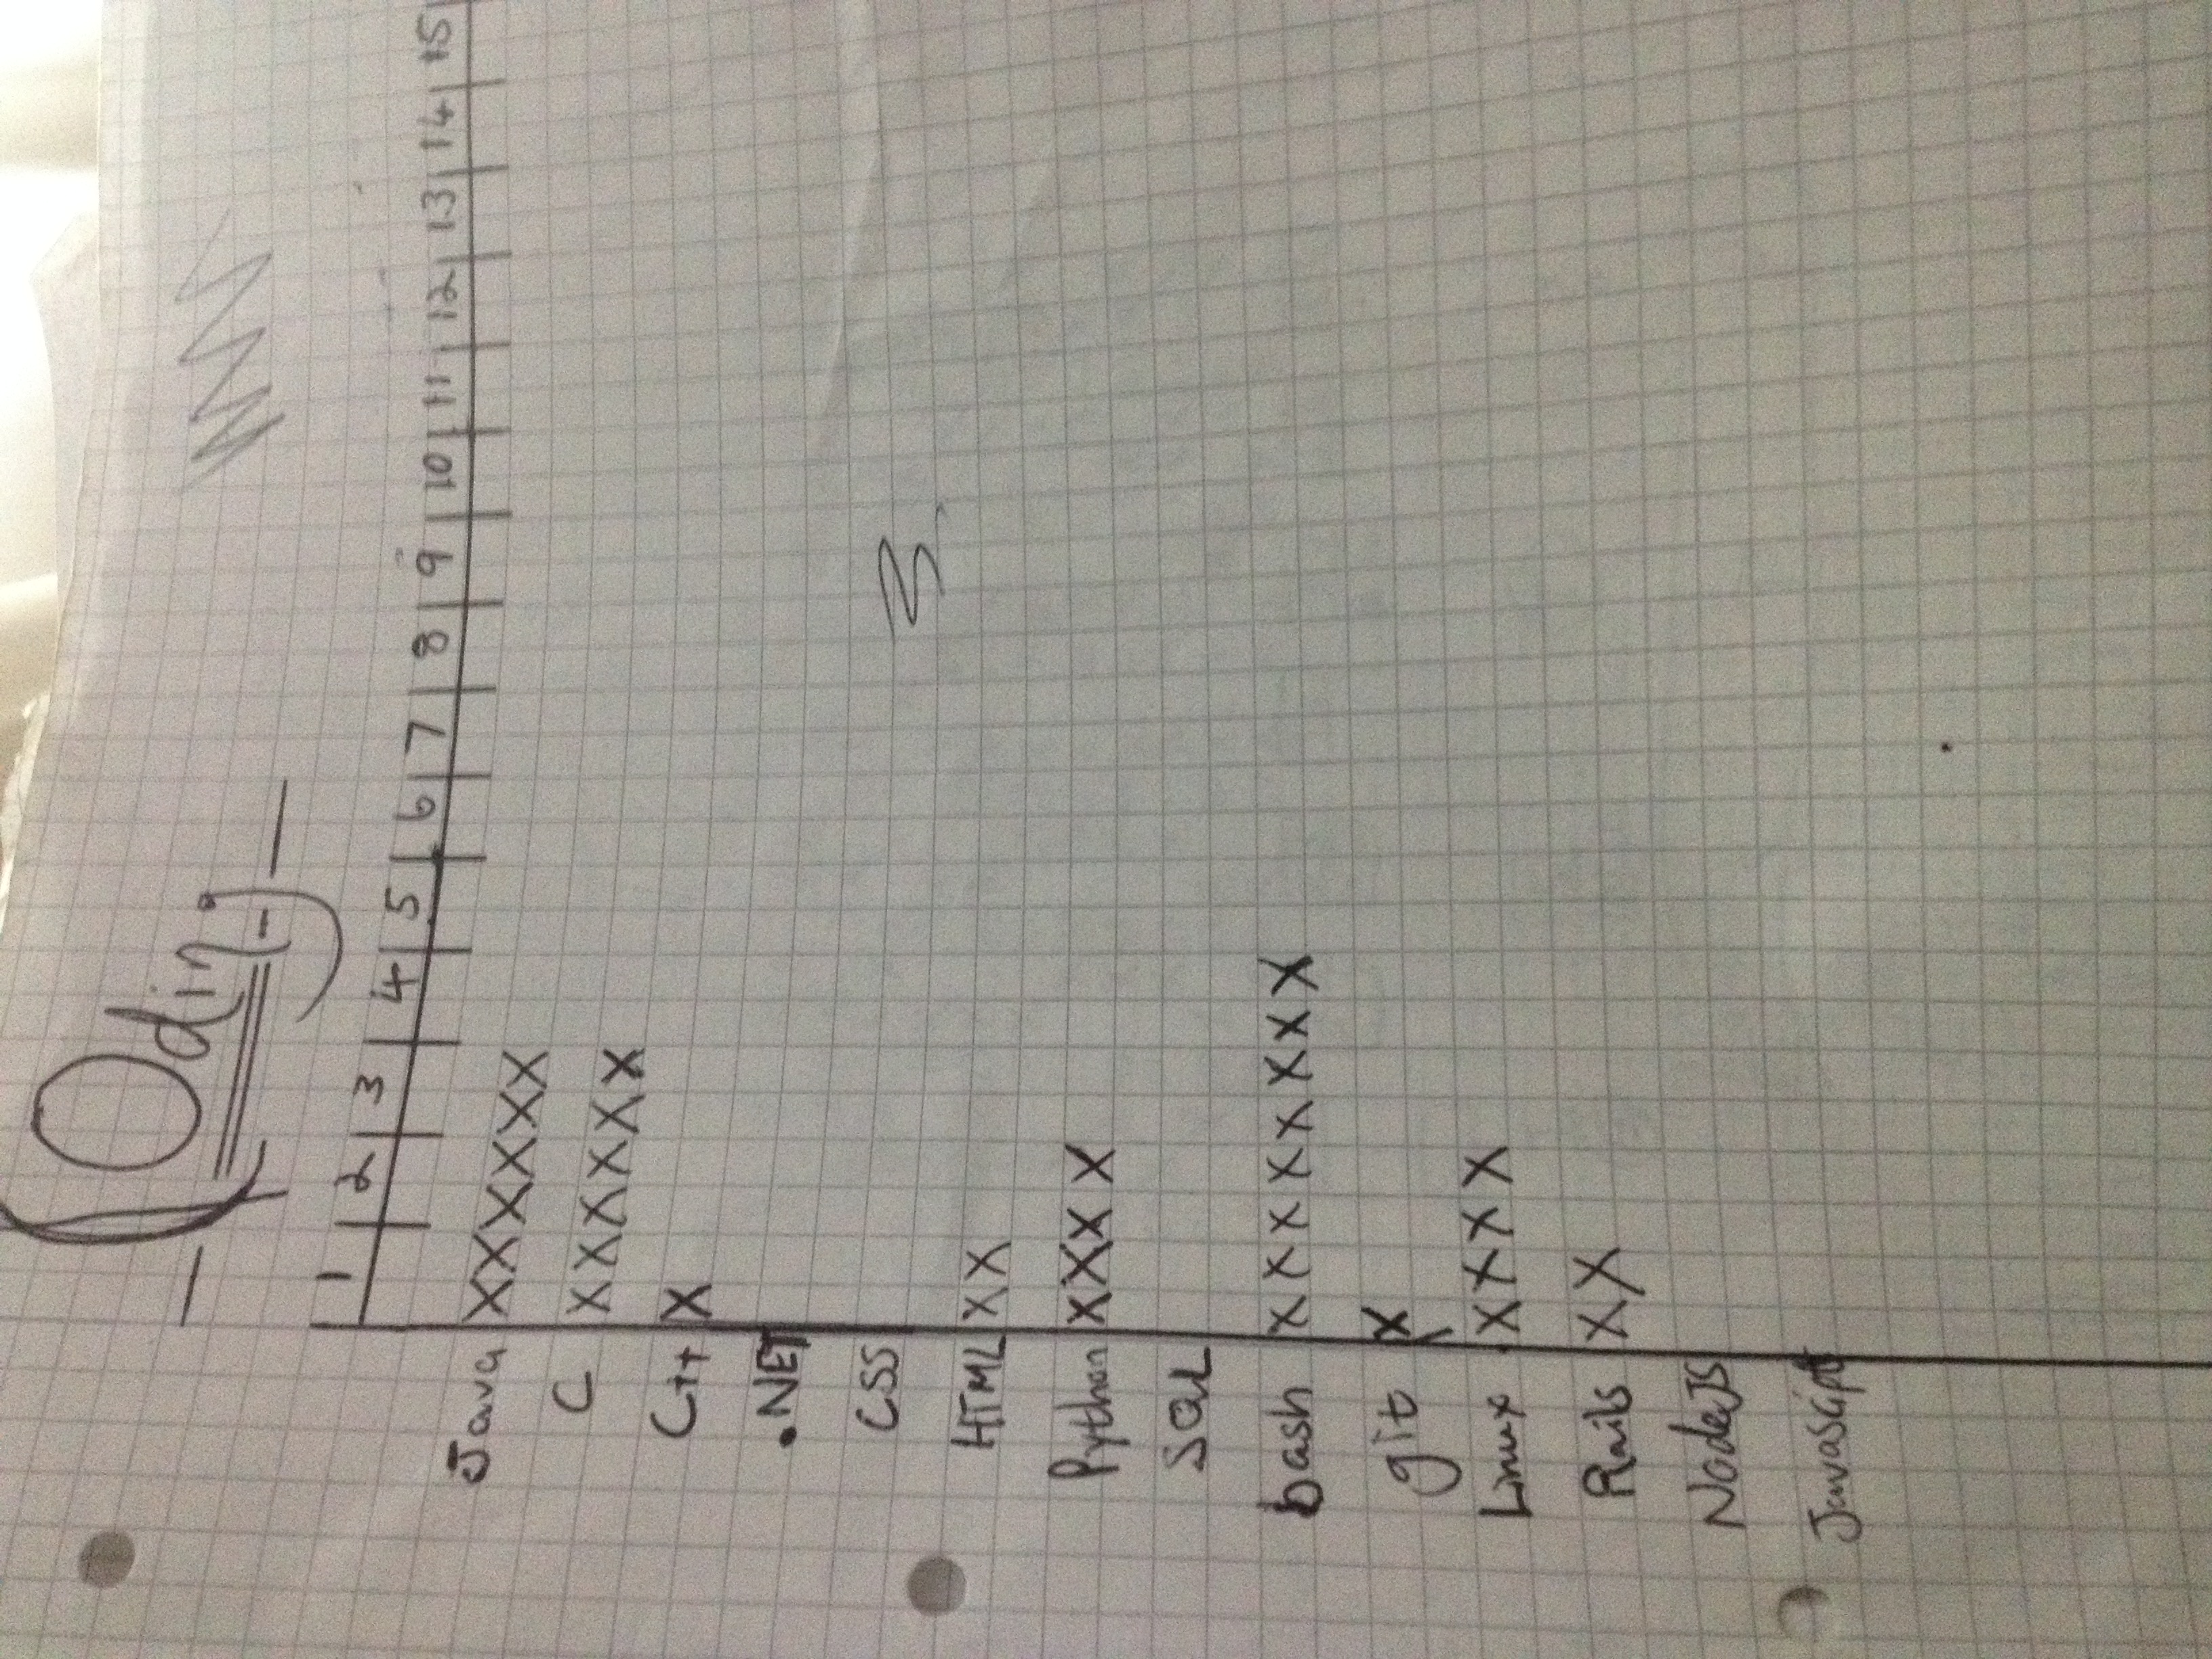 Coding
1 2 3 4 5 6 7 8 9 10 11 12 13 14 15
Java XXXXXX
C XXXXXX
C++ X
.NET
CSS
HTML XX
Python XXXX
SQL
bash XXXXXXXX
git X
Linux XXXX
Rails XX
NodeJS
Javascipt